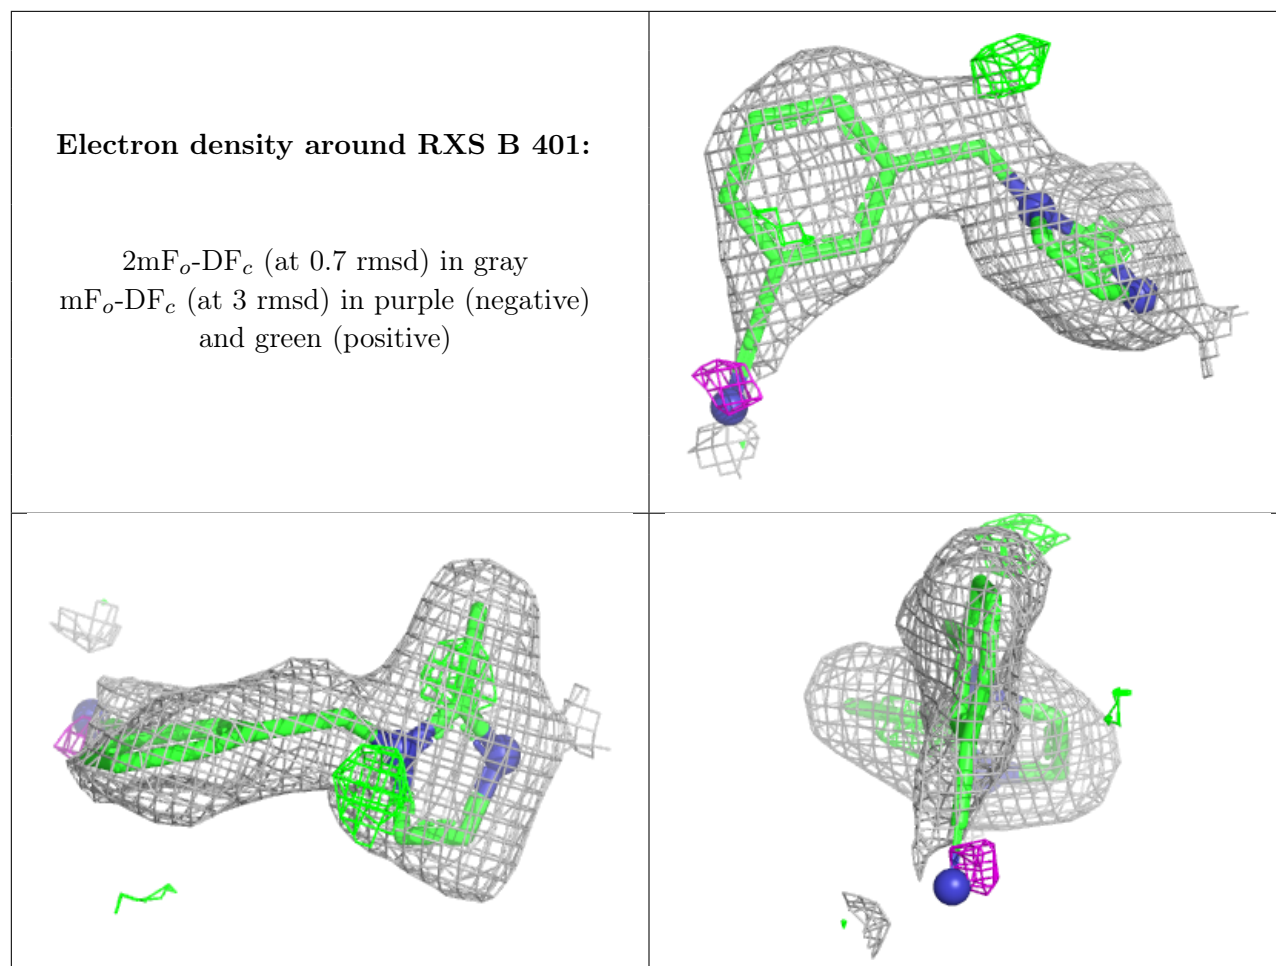 Electron density around RXS B 401:
2mFo-DFc (at 0.7 rmsd) in gray
mFo-DFc (at 3 rmsd) in purple (negative)
and green (positive)